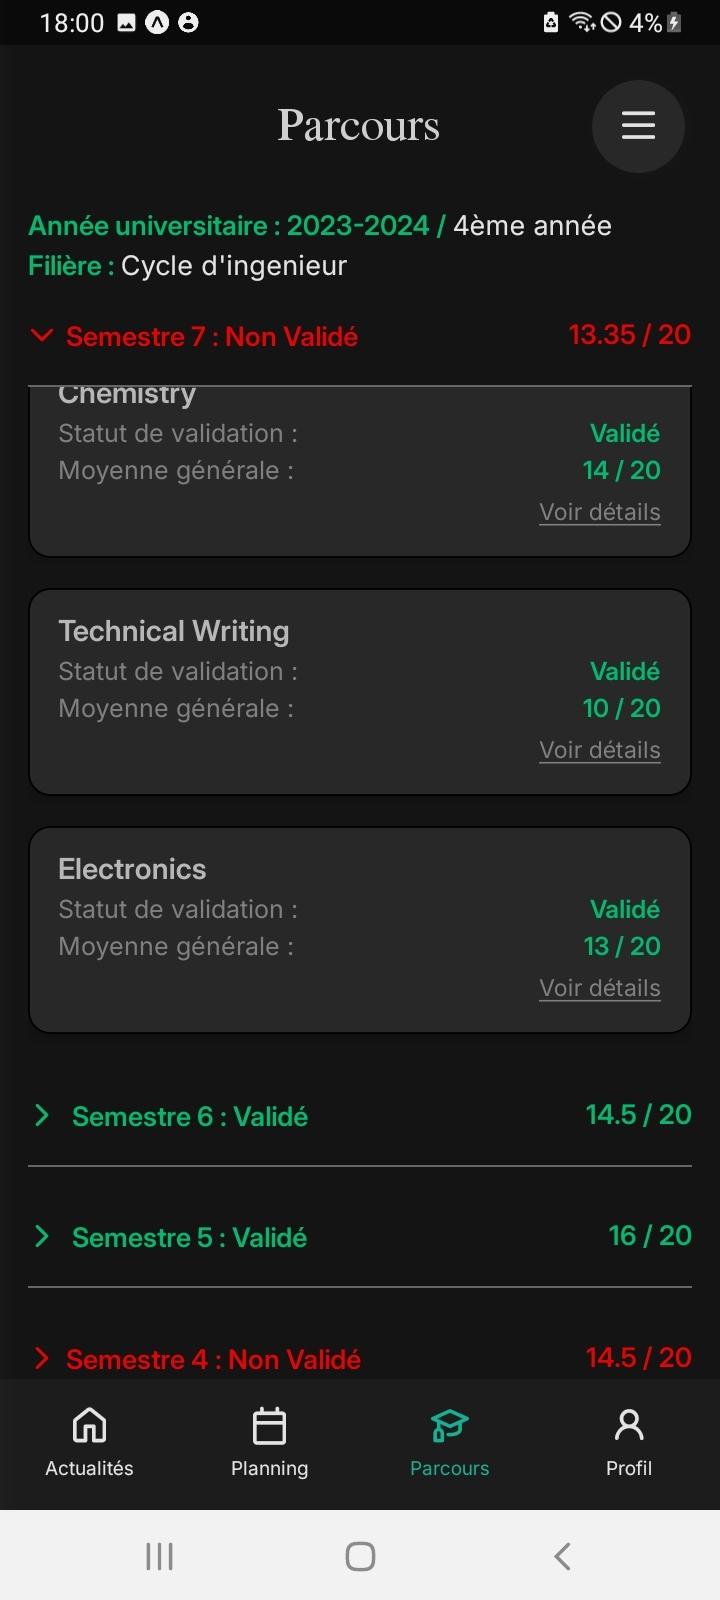 18:00 4%
Parcours
Année universitaire : 2023-2024 / 4ème année
Filière : Cycle d'ingenieur
Semestre 7 : Non Validé 13.35 / 20
Chemistry
Statut de validation : Validé
Moyenne générale : 14 / 20
Voir détails
Technical Writing
Statut de validation : Validé
Moyenne générale : 10 / 20
Voir détails
Electronics
Statut de validation : Validé
Moyenne générale : 13 / 20
Voir détails
Semestre 6 : Validé 14.5 / 20
Semestre 5 : Validé 16 / 20
Semestre 4 : Non Validé 14.5 / 20
Actualités Planning Parcours Profil